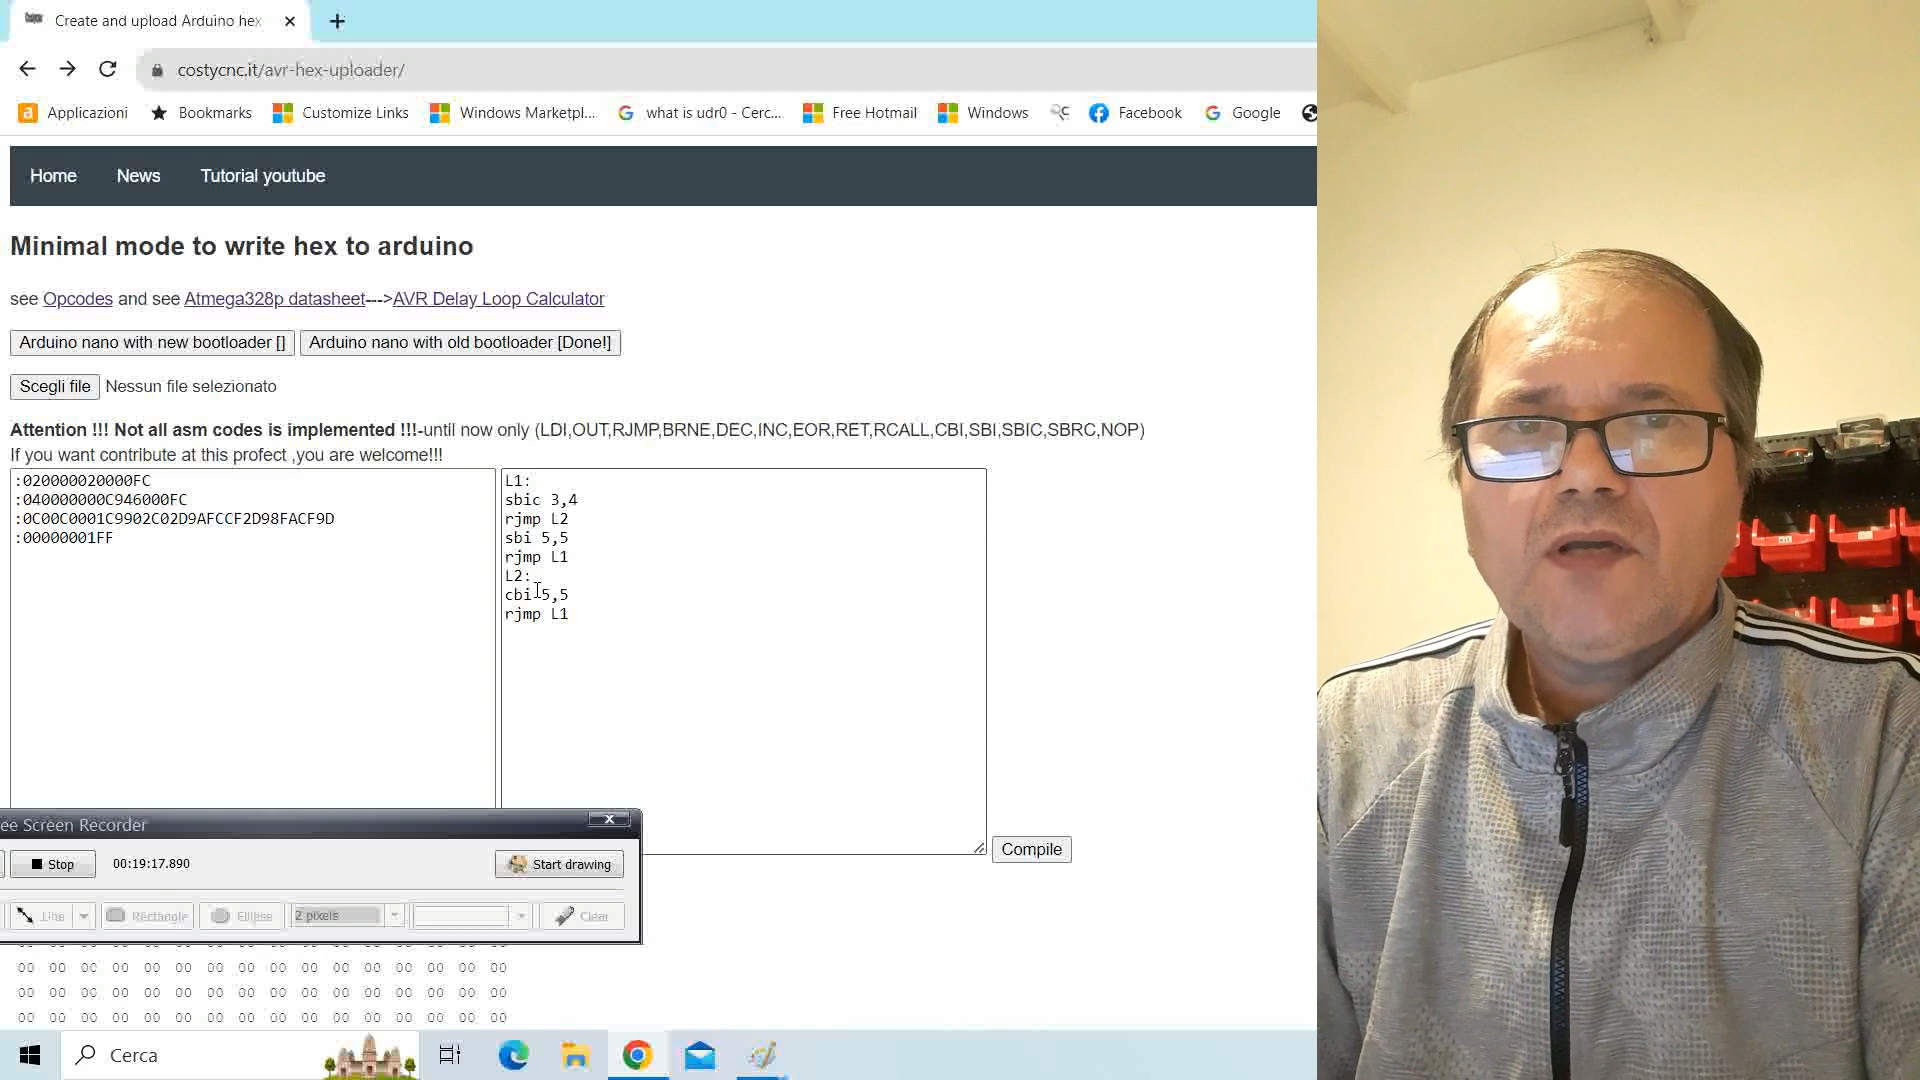 Create and upload Arduino hex
costycnc.it/avr-hex-uploader/
Applicazioni Bookmarks Customize Links Windows Marketpl... what is udr0 - Cerc... Free Hotmail Windows Facebook Google
Home News Tutorial youtube
Minimal mode to write hex to arduino
see Opcodes and see Atmega328p datasheet--->AVR Delay Loop Calculator
Arduino nano with new bootloader [] Arduino nano with old bootloader [Done!]
Scegli file Nessun file selezionato
Attention !!! Not all asm codes is implemented !!!-until now only (LDI,OUT,RJMP,BRNE,DEC,INC,EOR,RET,RCALL,CBI,SBI,SBIC,SBRC,NOP)
If you want contribute at this profect ,you are welcome!!!
:020000020000FC
:040000000C946000FC
:0C00C0001C9902C02D9AFCCF2D98FACF9D
:00000001FF
L1:
sbic 3,4
rjmp L2
sbi 5,5
rjmp L1
L2:
cbi 5,5
rjmp L1
Compile
ee Screen Recorder
Stop 00:19:17.890 Start drawing
Line Rectangle Ellipse 2 pixels Clear
00 00 00 00 00 00 00 00 00 00 00 00 00 00 00 00
00 00 00 00 00 00 00 00 00 00 00 00 00 00 00 00
00 00 00 00 00 00 00 00 00 00 00 00 00 00 00 00
Cerca